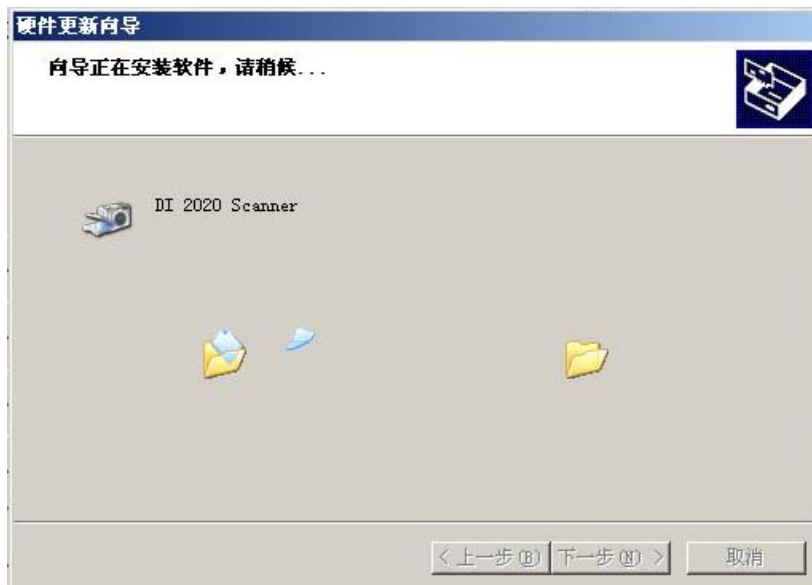 硬件更新向导
向导正在安装软件，请稍候...
DI 2020 Scanner
< 上一步(B) 下一步(N) > 取消